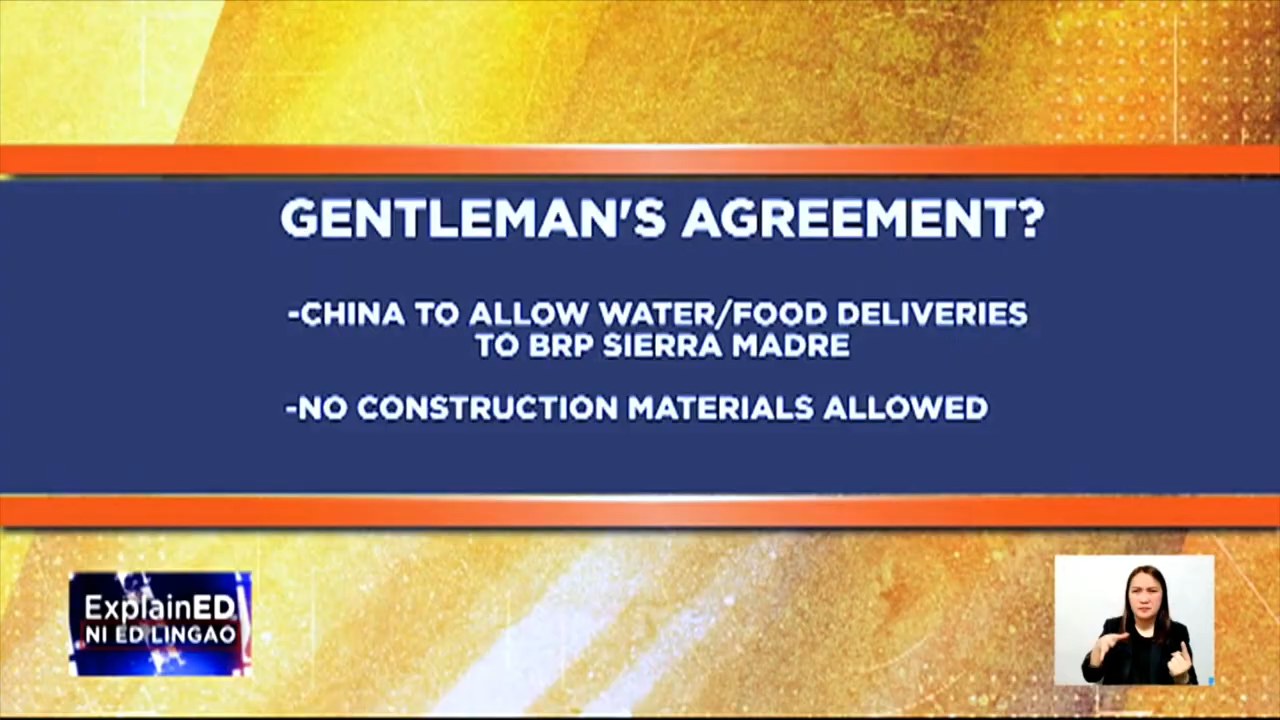 GENTLEMAN'S AGREEMENT?
-CHINA TO ALLOW WATER/FOOD DELIVERIES
TO BRP SIERRA MADRE
-NO CONSTRUCTION MATERIALS ALLOWED
ExplainED
NI ED LINGAO